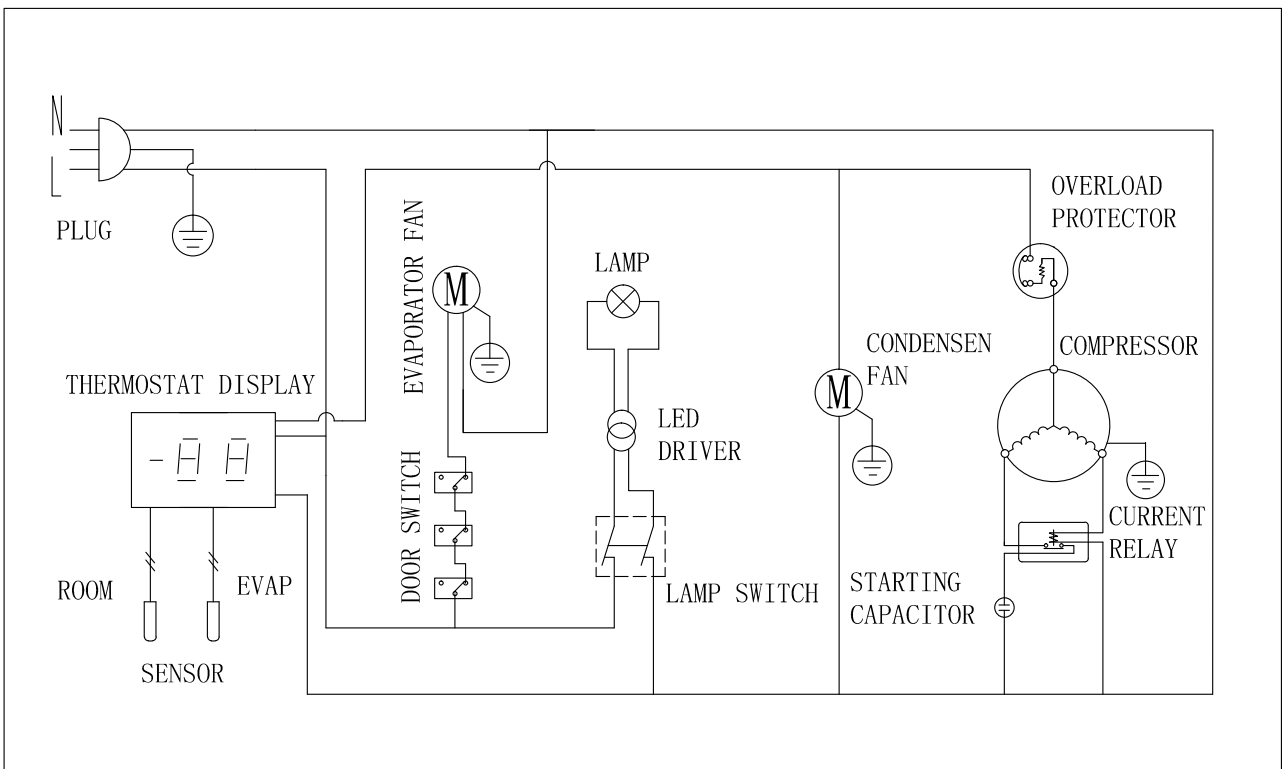 N
L
PLUG
EVAPORATOR FAN
M
LAMP
OVERLOAD
PROTECTOR
THERMOSTAT DISPLAY
-88
CONDENSEN
FAN
M
COMPRESSOR
LED
DRIVER
DOOR SWITCH
ROOM
EVAP
SENSOR
LAMP SWITCH
STARTING
CAPACITOR
CURRENT
RELAY